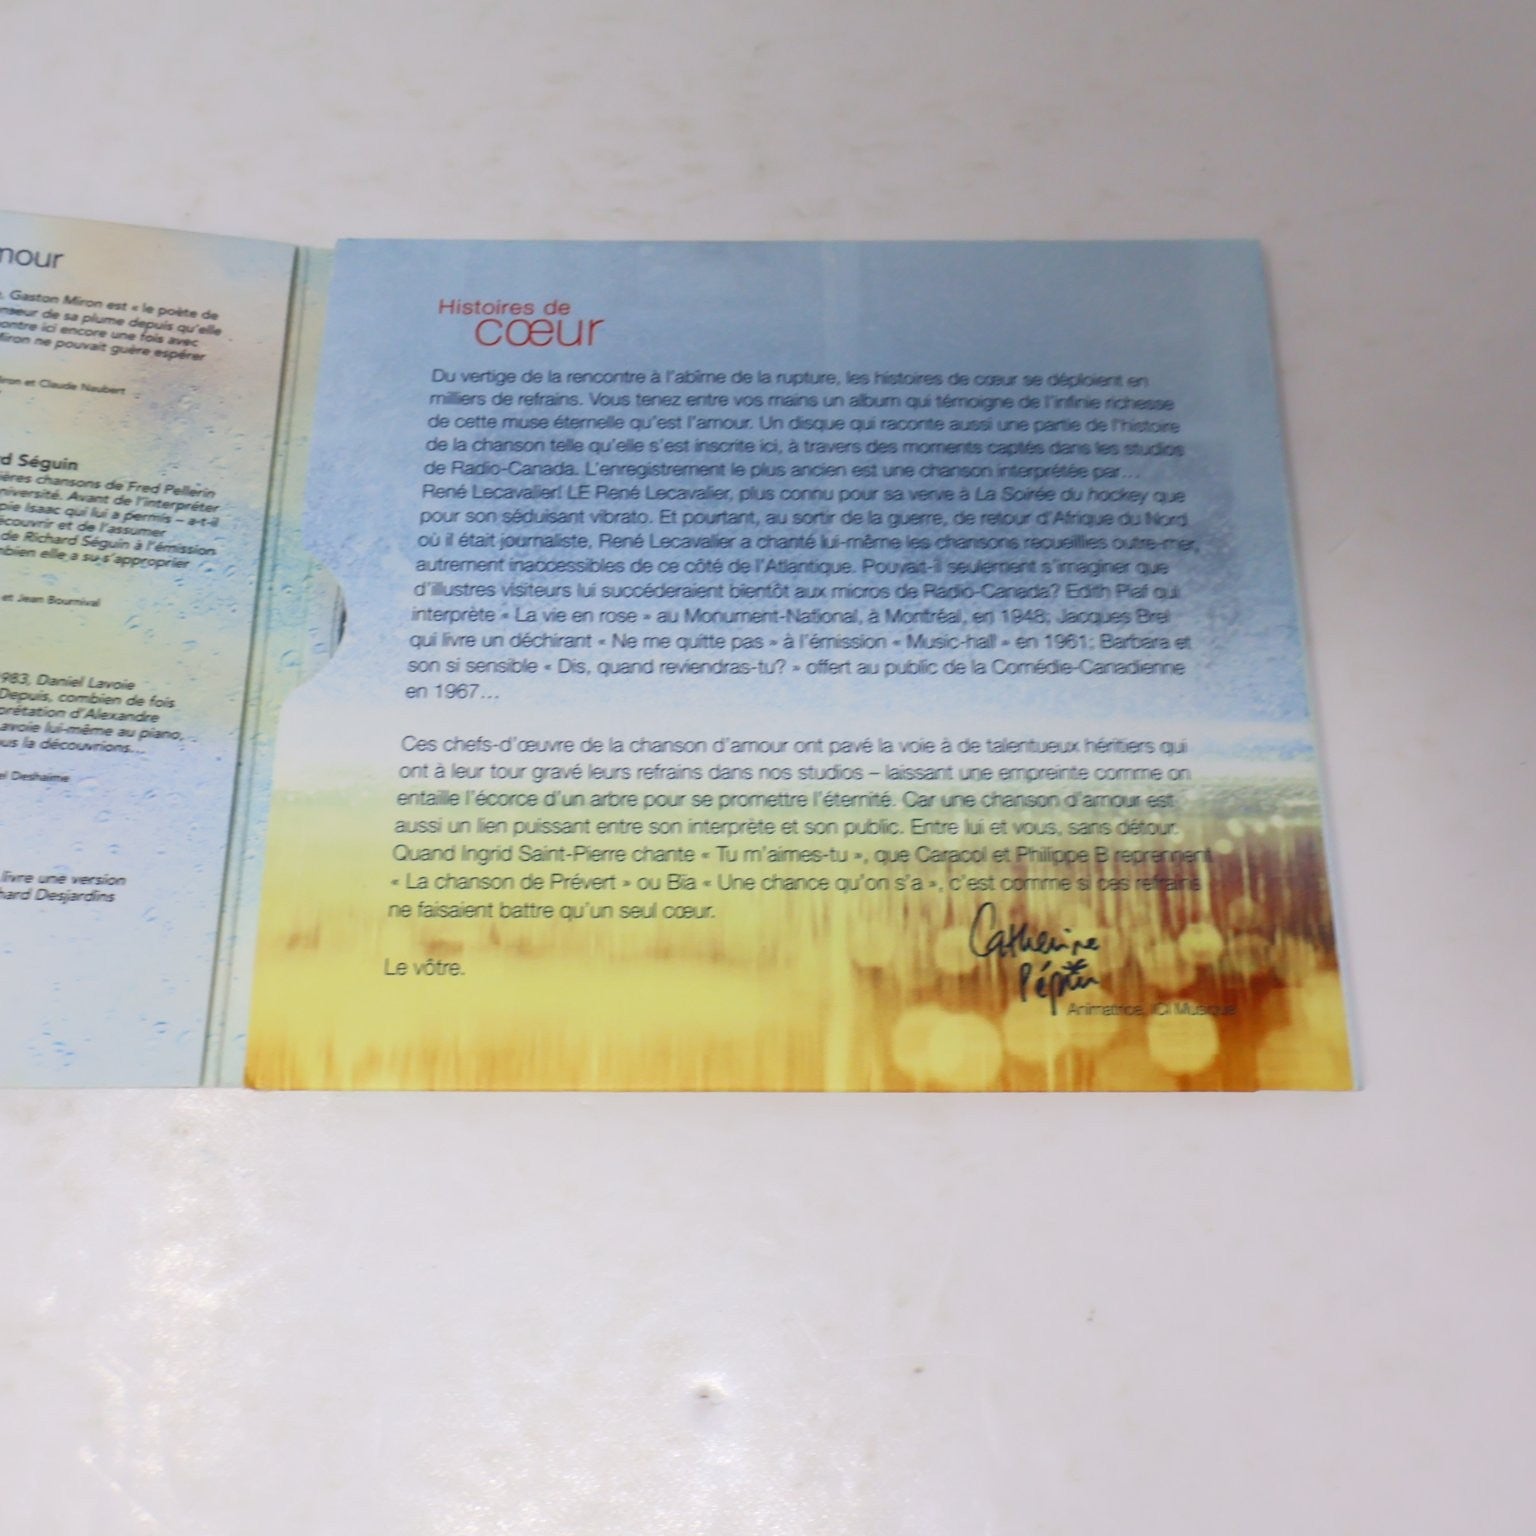 mour
Gaston Miron est « le poète de
de sa plume depuis qu'elle
ici encore une fois avec
Miron ne pouvait guère espérer
Miron et Claude Naubert
d Séguin
chansons de Fred Pellerin
Avant de l'interpréter
Isaac qui lui a permis – a-t-il
et de l'assumer
de Richard Séguin à l'émission
elle a su s'approprier
et Jean Bournival
983, Daniel Lavoie
Depuis, combien de fois
d'Alexandre
lui-même au piano,
la découvrions...
Deshaime
livre une version
Desjardins
Histoires de
cœur
Du vertige de la rencontre à l'abîme de la rupture, les histoires de cœur se déploient en
milliers de refrains. Vous tenez entre vos mains un album qui témoigne de l'infinie richesse
de cette muse éternelle qu'est l'amour. Un disque qui raconte aussi une partie de l'histoire
de la chanson telle qu'elle s'est inscrite ici, à travers des moments captés dans les studios
de Radio-Canada. L'enregistrement le plus ancien est une chanson interprétée par...
René Lecavalier! LE René Lecavalier, plus connu pour sa verve à La Soirée du hockey que
pour son séduisant vibrato. Et pourtant, au sortir de la guerre, de retour d'Afrique du Nord
où il était journaliste, René Lecavalier a chanté lui-même les chansons recueillies outre-mer,
autrement inaccessibles de ce côté de l'Atlantique. Pouvait-il seulement s'imaginer que
d'illustres visiteurs lui succéderaient bientôt aux micros de Radio-Canada? Edith Piaf qui
interprète « La vie en rose » au Monument-National, à Montréal, en 1948; Jacques Brel
qui livre un déchirant « Ne me quitte pas » à l'émission « Music-hall » en 1961; Barbara et
son si sensible « Dis, quand reviendras-tu? » offert au public de la Comédie-Canadienne
en 1967...
Ces chefs-d'œuvre de la chanson d'amour ont pavé la voie à de talentueux héritiers qui
ont à leur tour gravé leurs refrains dans nos studios – laissant une empreinte comme on
entaille l'écorce d'un arbre pour se promettre l'éternité. Car une chanson d'amour est
aussi un lien puissant entre son interprète et son public. Entre lui et vous, sans détour.
Quand Ingrid Saint-Pierre chante « Tu m'aimes-tu », que Caracol et Philippe B reprennent
« La chanson de Prévert » ou Bïa « Une chance qu'on s'a », c'est comme si ces refrains
ne faisaient battre qu'un seul cœur.
Le vôtre.
Catherine
Pépin
Animatrice, ICI Musique